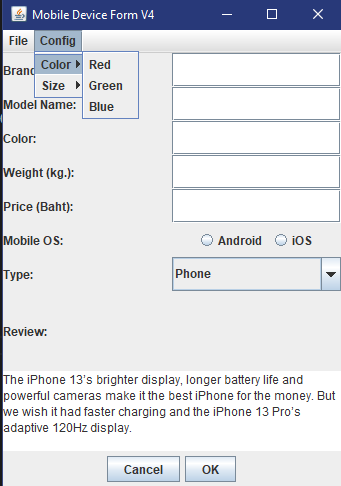 Mobile Device Form V4
File Config
Color Red
Size Green
Blue
Brand
Model Name:
Color:
Weight (kg.):
Price (Baht):
Mobile OS: Android iOS
Type: Phone
Review:
The iPhone 13's brighter display, longer battery life and
powerful cameras make it the best iPhone for the money. But
we wish it had faster charging and the iPhone 13 Pro's
adaptive 120Hz display.
Cancel OK